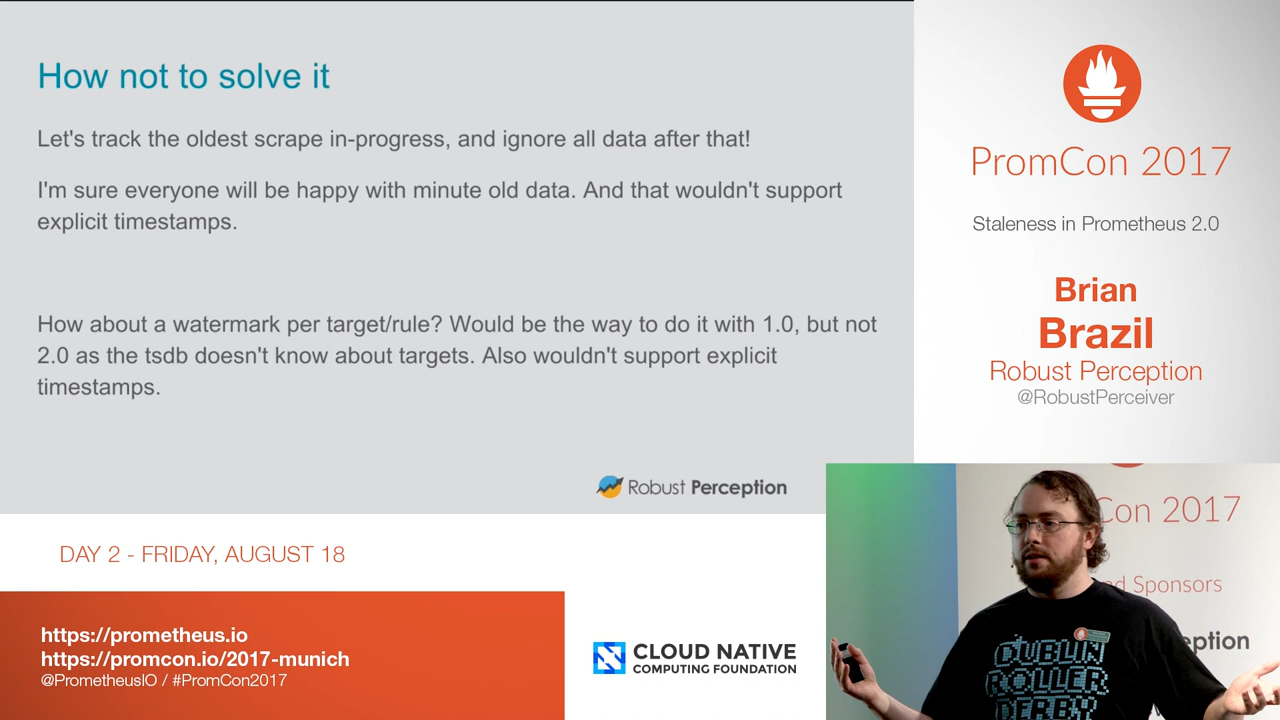 How not to solve it
Let's track the oldest scrape in-progress, and ignore all data after that!
I'm sure everyone will be happy with minute old data. And that wouldn't support
explicit timestamps.
How about a watermark per target/rule? Would be the way to do it with 1.0, but not
2.0 as the tsdb doesn't know about targets. Also wouldn't support explicit
timestamps.
Robust Perception
PromCon 2017
Staleness in Prometheus 2.0
Brian
Brazil
Robust Perception
@RobustPerceiver
DAY 2 - FRIDAY, AUGUST 18
https://prometheus.io
https://promcon.io/2017-munich
@PrometheusIO / #PromCon2017
CLOUD NATIVE
COMPUTING FOUNDATION
Con 2017
Sponsors
ption
DUBLIN
ROLLER
DERBY